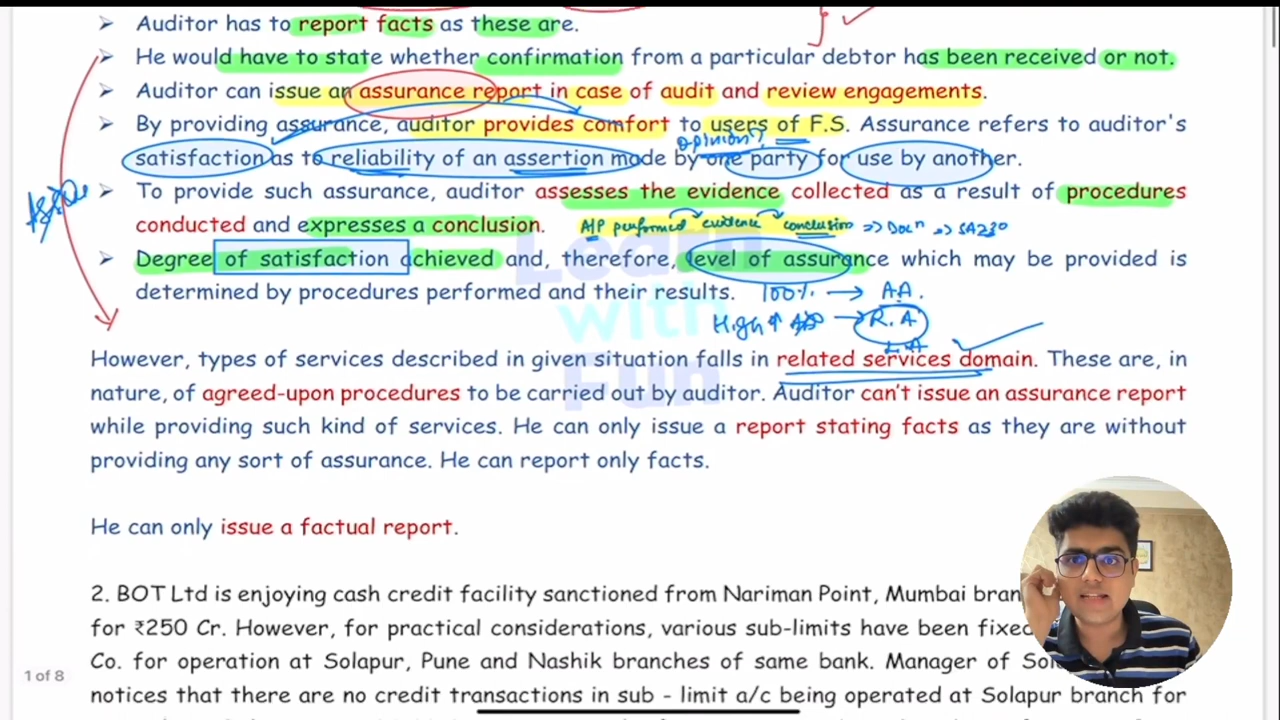 ➤ Auditor has to report facts as these are.
➤ He would have to state whether confirmation from a particular debtor has been received or not.
➤ Auditor can issue an assurance report in case of audit and review engagements.
➤ By providing assurance, auditor provides comfort to users of F.S. Assurance refers to auditor's
opinion?
satisfaction as to reliability of an assertion made by one party for use by another.
➤ To provide such assurance, auditor assesses the evidence collected as a result of procedures
conducted and expresses a conclusion. A/P performed evidence conclusion => Docn => SA230
➤ Degree of satisfaction achieved and, therefore, level of assurance which may be provided is
determined by procedures performed and their results. 100% → A.A.
High → R.A
L.A
However, types of services described in given situation falls in related services domain. These are, in
nature, of agreed-upon procedures to be carried out by auditor. Auditor can't issue an assurance report
while providing such kind of services. He can only issue a report stating facts as they are without
providing any sort of assurance. He can report only facts.
He can only issue a factual report.
2. BOT Ltd is enjoying cash credit facility sanctioned from Nariman Point, Mumbai bran
for ₹250 Cr. However, for practical considerations, various sub-limits have been fixed
Co. for operation at Solapur, Pune and Nashik branches of same bank. Manager of So
notices that there are no credit transactions in sub - limit a/c being operated at Solapur branch for
1 of 8
Learn
with
Fun